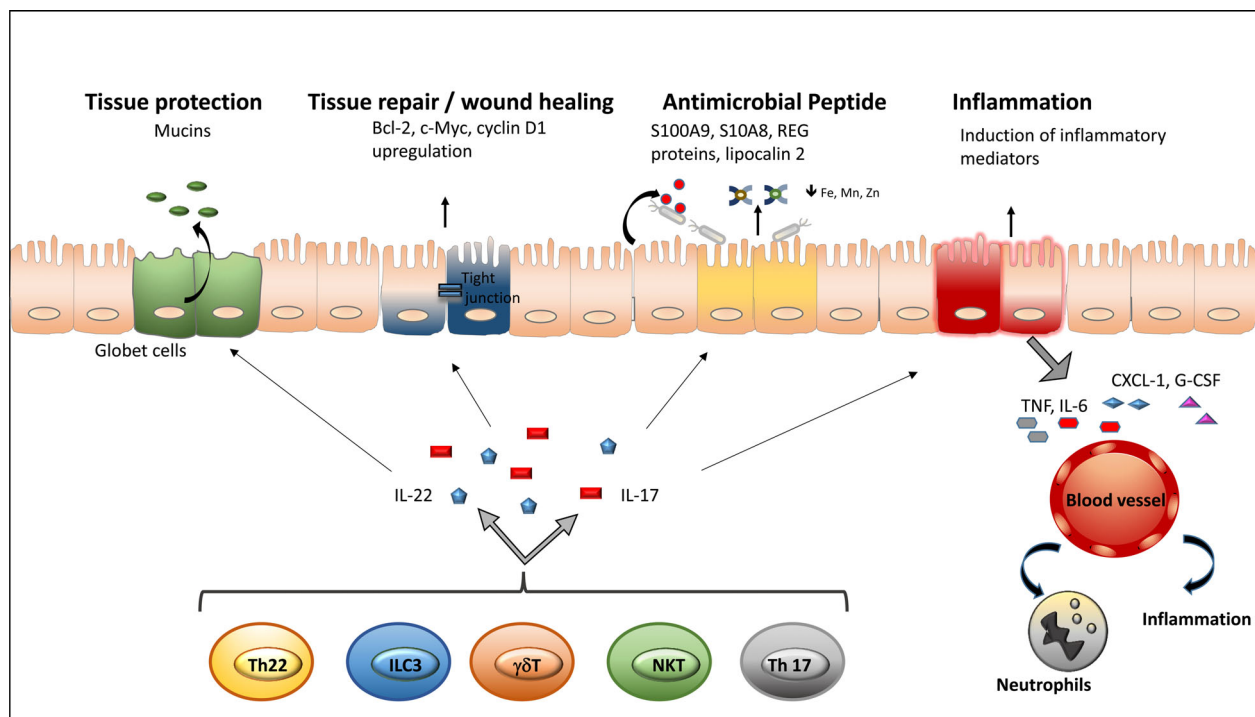 Tissue protection
Mucins
Tissue repair / wound healing
Bcl-2, c-Myc, cyclin D1
upregulation
Antimicrobial Peptide
S100A9, S10A8, REG
proteins, lipocalin 2
Fe, Mn, Zn
Inflammation
Induction of inflammatory
mediators
Tight
junction
Globet cells
CXCL-1, G-CSF
TNF, IL-6
IL-22
IL-17
Blood vessel
Inflammation
Neutrophils
Th22
ILC3
γδT
NKT
Th 17